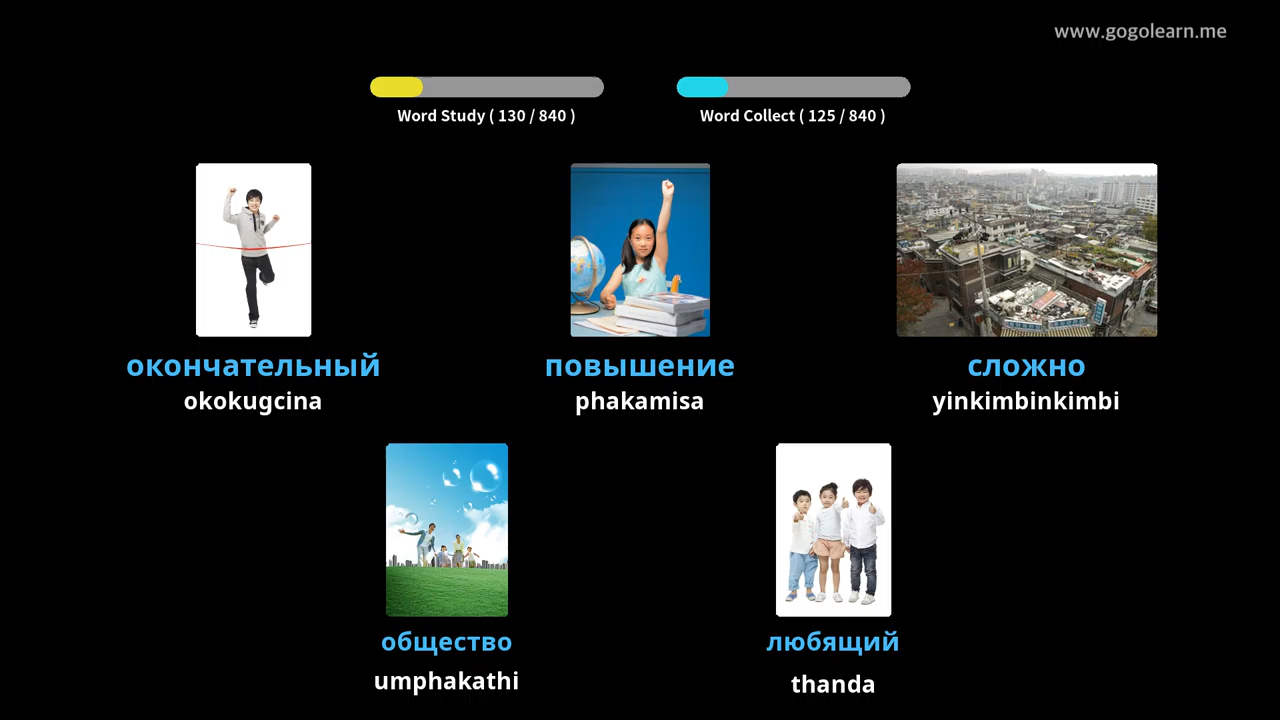 www.gogolearn.me
Word Study ( 130 / 840 )
Word Collect ( 125 / 840 )
окончательный
okokugcina
повышение
phakamisa
сложно
yinkimbinkimbi
общество
umphakathi
любящий
thanda